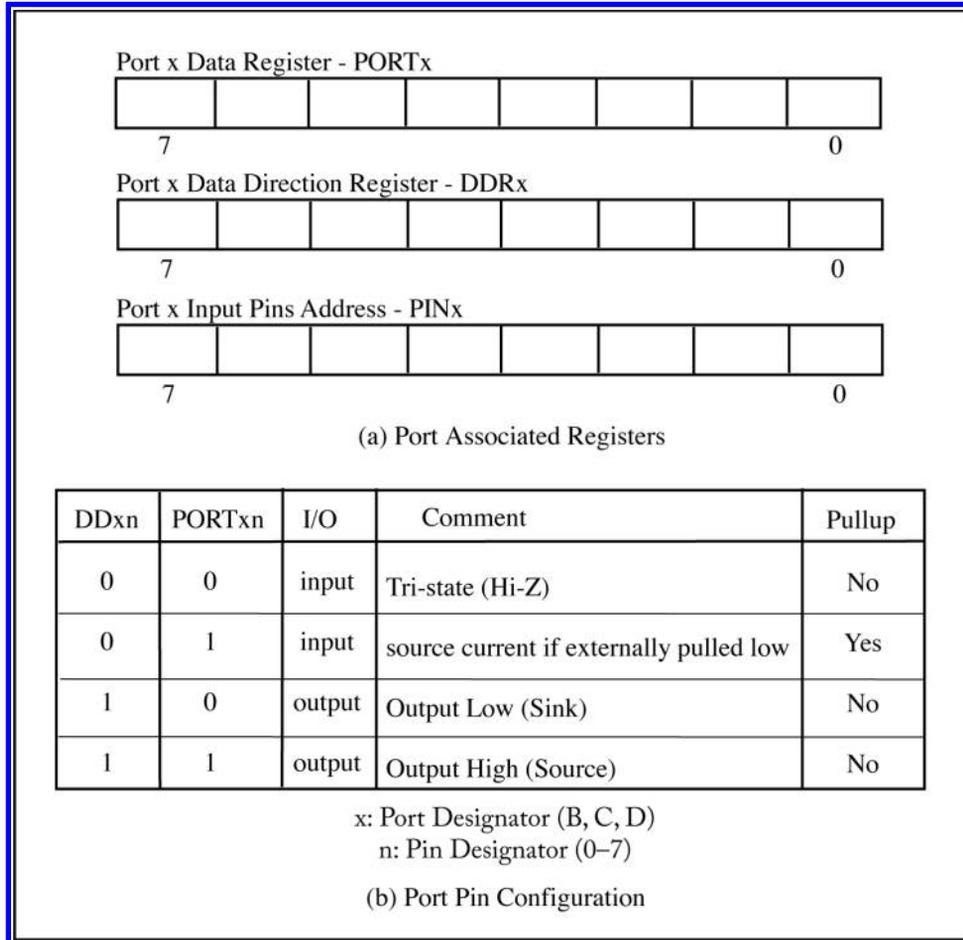 Port x Data Register - PORTx
7 0
Port x Data Direction Register - DDRx
7 0
Port x Input Pins Address - PINx
7 0
(a) Port Associated Registers
DDxn PORTxn I/O Comment Pullup
0 0 input Tri-state (Hi-Z) No
0 1 input source current if externally pulled low Yes
1 0 output Output Low (Sink) No
1 1 output Output High (Source) No
x: Port Designator (B, C, D)
n: Pin Designator (0–7)
(b) Port Pin Configuration